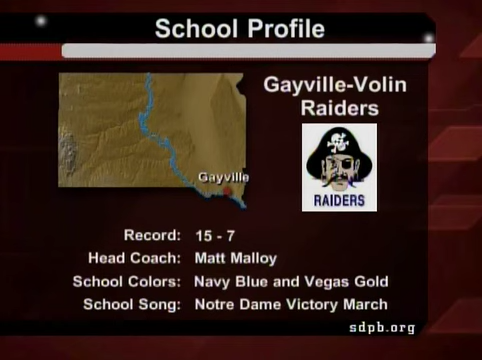 School Profile
Gayville-Volin
Raiders
Gayville
RAIDERS
Record: 15 - 7
Head Coach: Matt Malloy
School Colors: Navy Blue and Vegas Gold
School Song: Notre Dame Victory March
sdpb.org